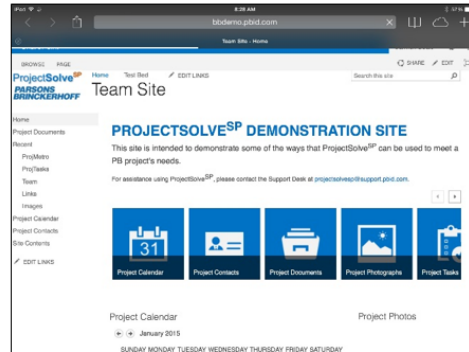 iPad
8:29 AM
57%
bbdemo.pbid.com
Team Site - Home
BROWSE PAGE
SHARE EDIT
ProjectSolveSP
PARSONS
BRINCKERHOFF
Home Test Bed EDIT LINKS
Search this site
Team Site
Home
Project Documents
Recent
ProjMetro
ProjTasks
Team
Links
Images
Project Calendar
Project Contacts
Site Contents
EDIT LINKS
PROJECTSOLVESP DEMONSTRATION SITE
This site is intended to demonstrate some of the ways that ProjectSolveSP can be used to meet a
PB project's needs.
For assistance using ProjectSolveSP, please contact the Support Desk at projectsolvesp@support.pbid.com.
31
Project Calendar
Project Contacts
Project Documents
Project Photographs
Project Tasks
Project Calendar
Project Photos
January 2015
SUNDAY MONDAY TUESDAY WEDNESDAY THURSDAY FRIDAY SATURDAY